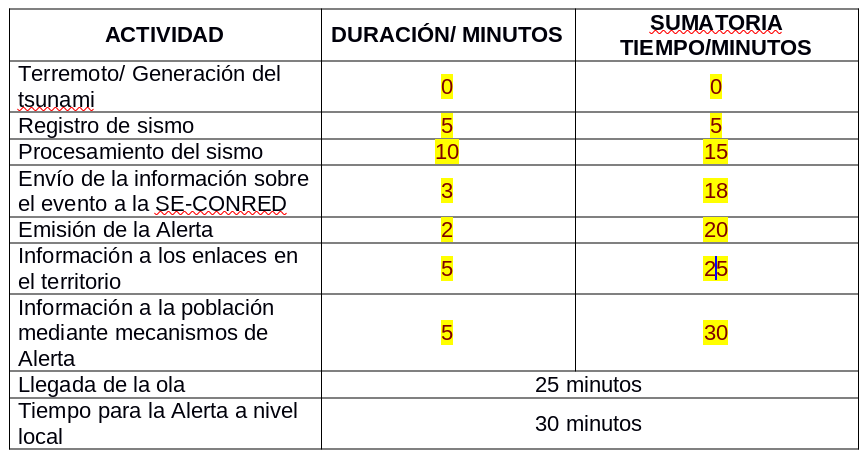 ACTIVIDAD
DURACIÓN/ MINUTOS
SUMATORIA
TIEMPO/MINUTOS
Terremoto/ Generación del
tsunami
0
0
Registro de sismo
5
5
Procesamiento del sismo
10
15
Envío de la información sobre
el evento a la SE-CONRED
3
18
Emisión de la Alerta
2
20
Información a los enlaces en
el territorio
5
25
Información a la población
mediante mecanismos de
Alerta
5
30
Llegada de la ola
25 minutos
Tiempo para la Alerta a nivel
local
30 minutos